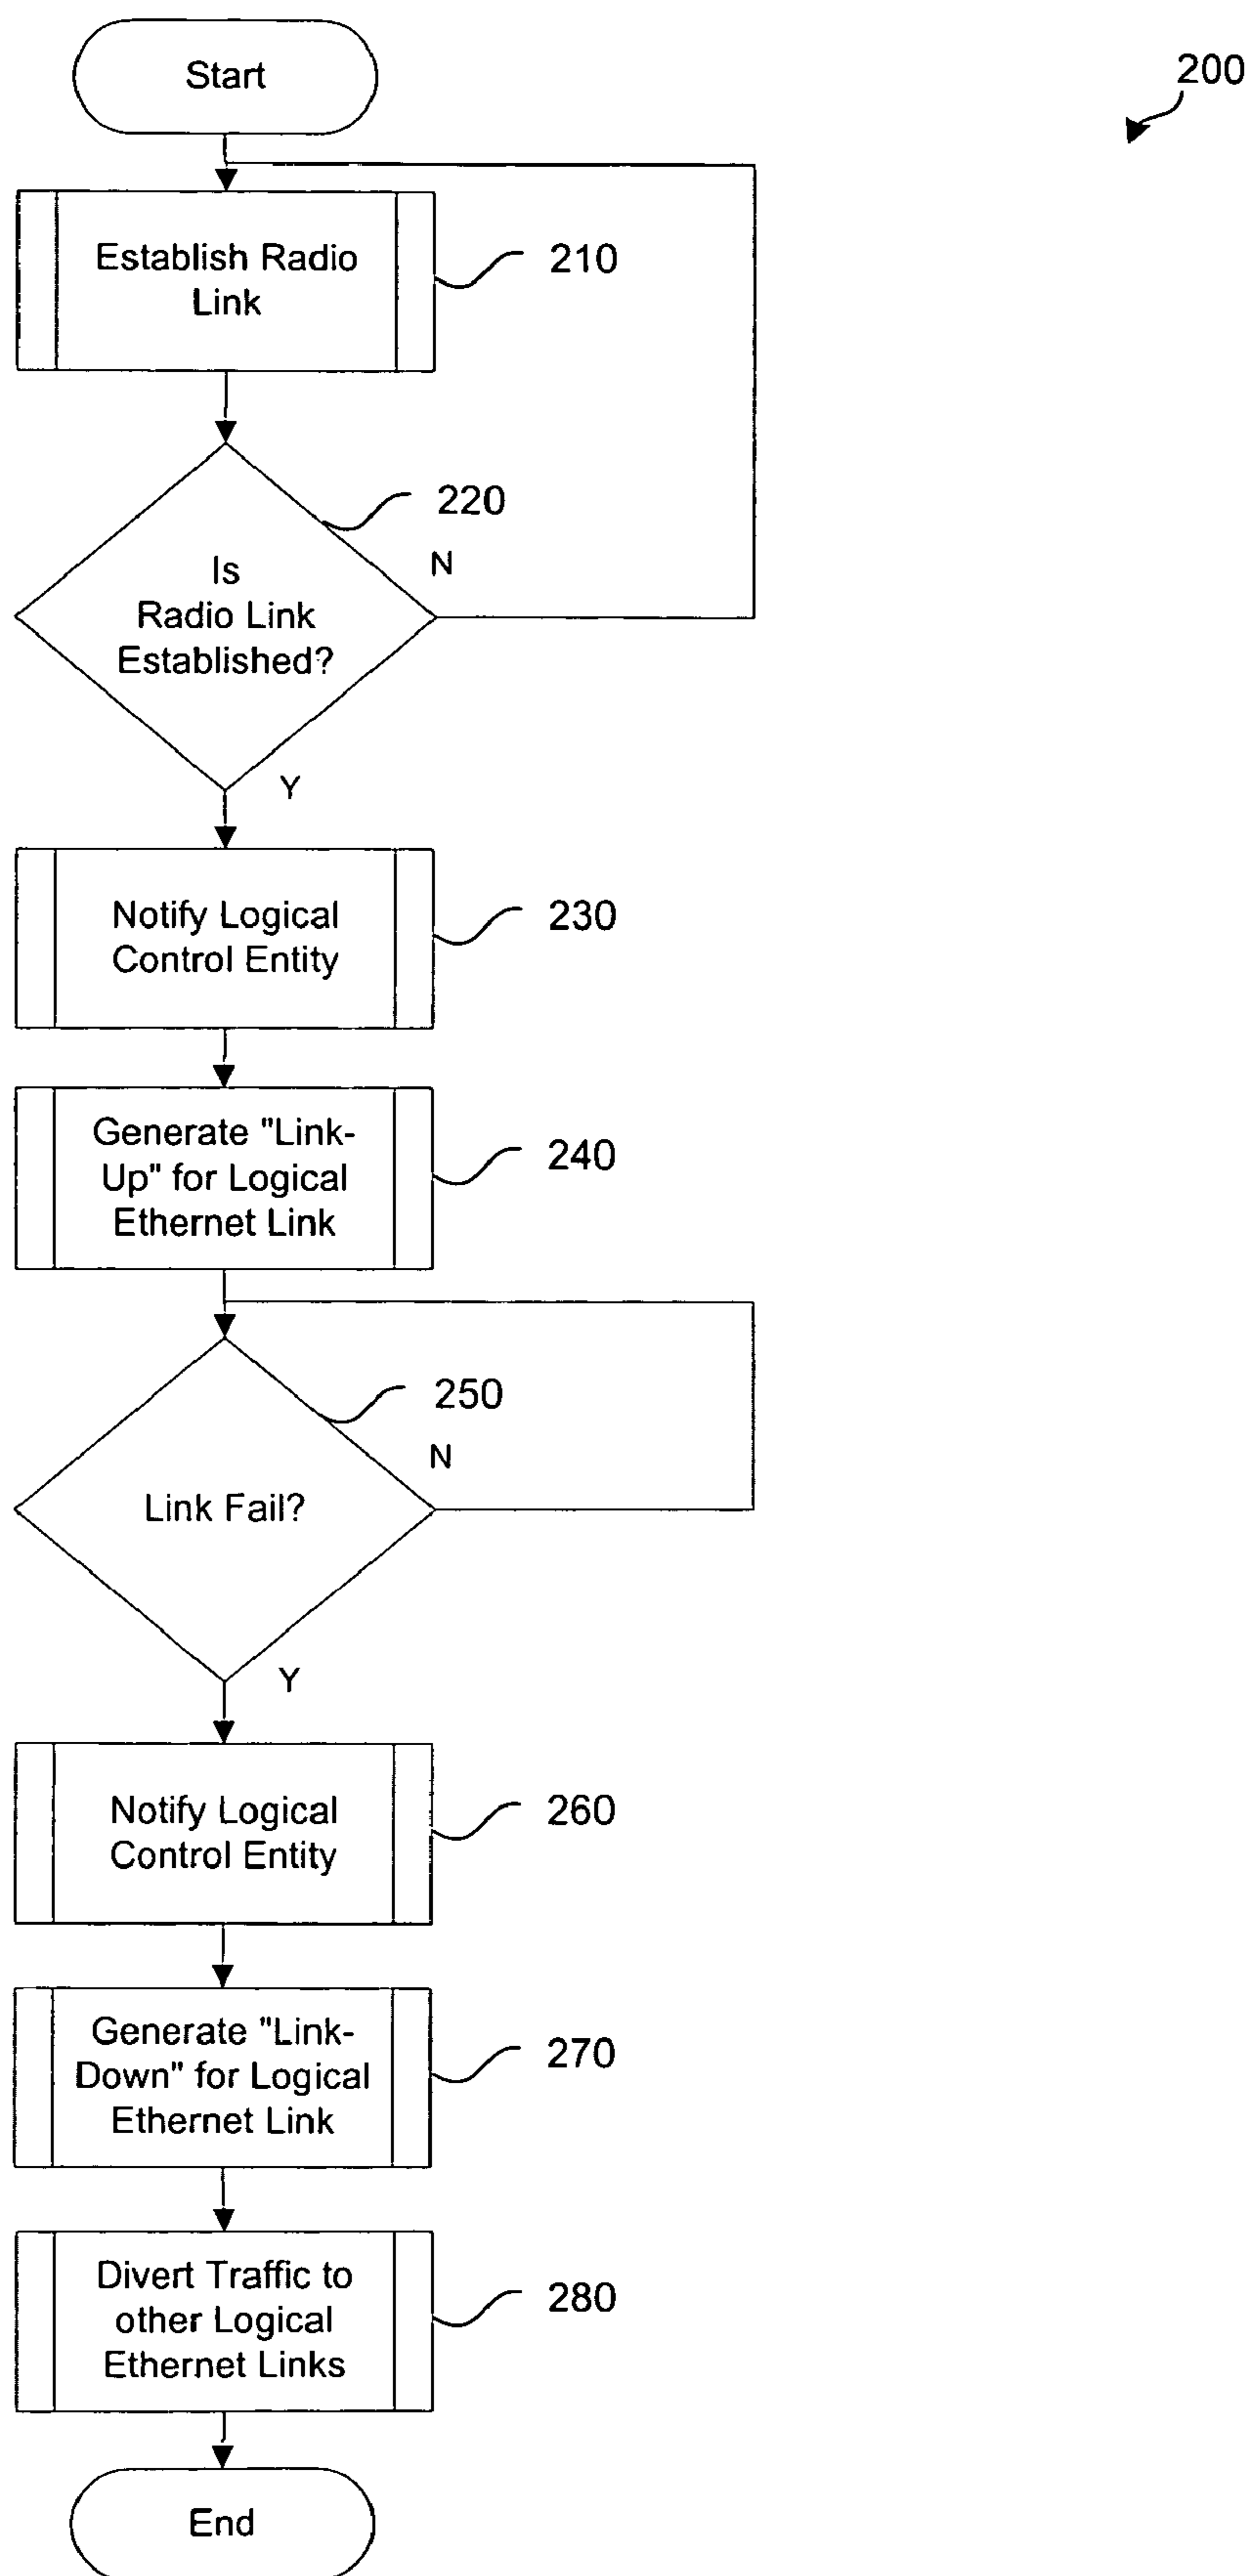 Start
200
Establish Radio
Link
210
220
N
Is
Radio Link
Established?
Y
Notify Logical
Control Entity
230
Generate "Link-
Up" for Logical
Ethernet Link
240
250
N
Link Fail?
Y
Notify Logical
Control Entity
260
Generate "Link-
Down" for Logical
Ethernet Link
270
Divert Traffic to
other Logical
Ethernet Links
280
End